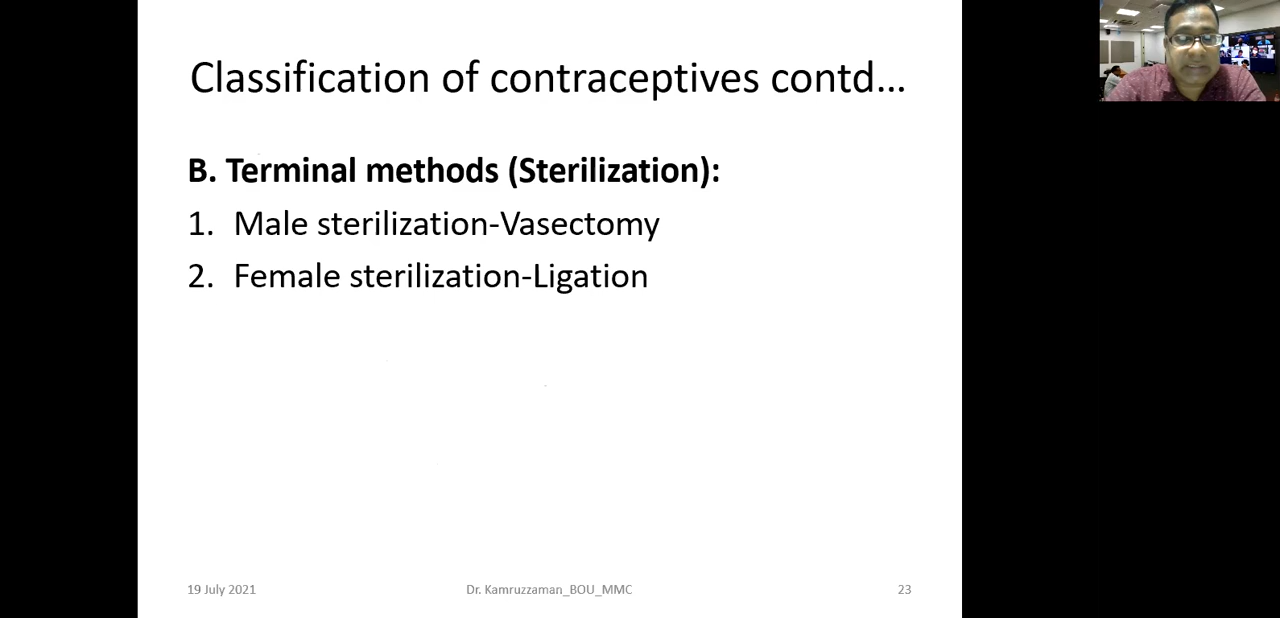 Classification of contraceptives contd...
B. Terminal methods (Sterilization):
1. Male sterilization-Vasectomy
2. Female sterilization-Ligation
19 July 2021
Dr. Kamruzzaman_BOU_MMC
23